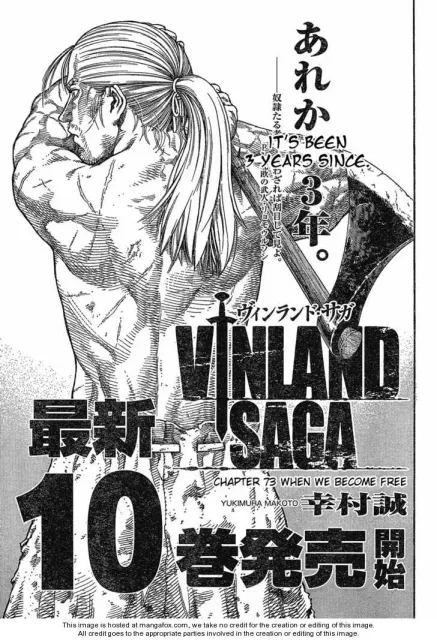 あれから
3年。
IT'S BEEN
3 YEARS SINCE.
ヴィンランド・サガ
VINLAND
SAGA
CHAPTER 73 WHEN WE BECOME FREE
YUKIMURA MAKOTO 幸村誠
最新
10
巻発売
開始
This image is hosted at mangafox.com, we take no credit for the creation or editing of this image.
All credit goes to the appropriate parties involved in the creation or editing of this image.